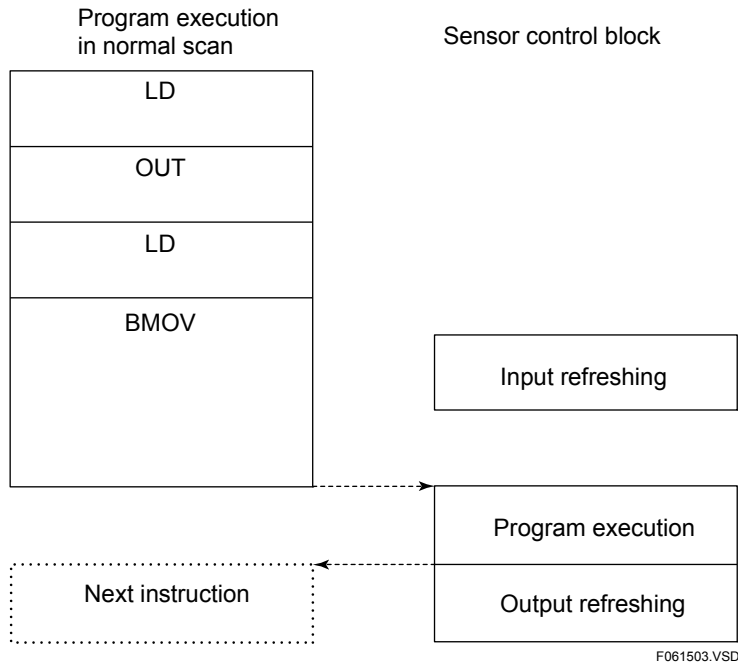 Program execution
in normal scan
Sensor control block
LD
OUT
LD
BMOV
Input refreshing
Program execution
Next instruction
Output refreshing
F061503.VSD